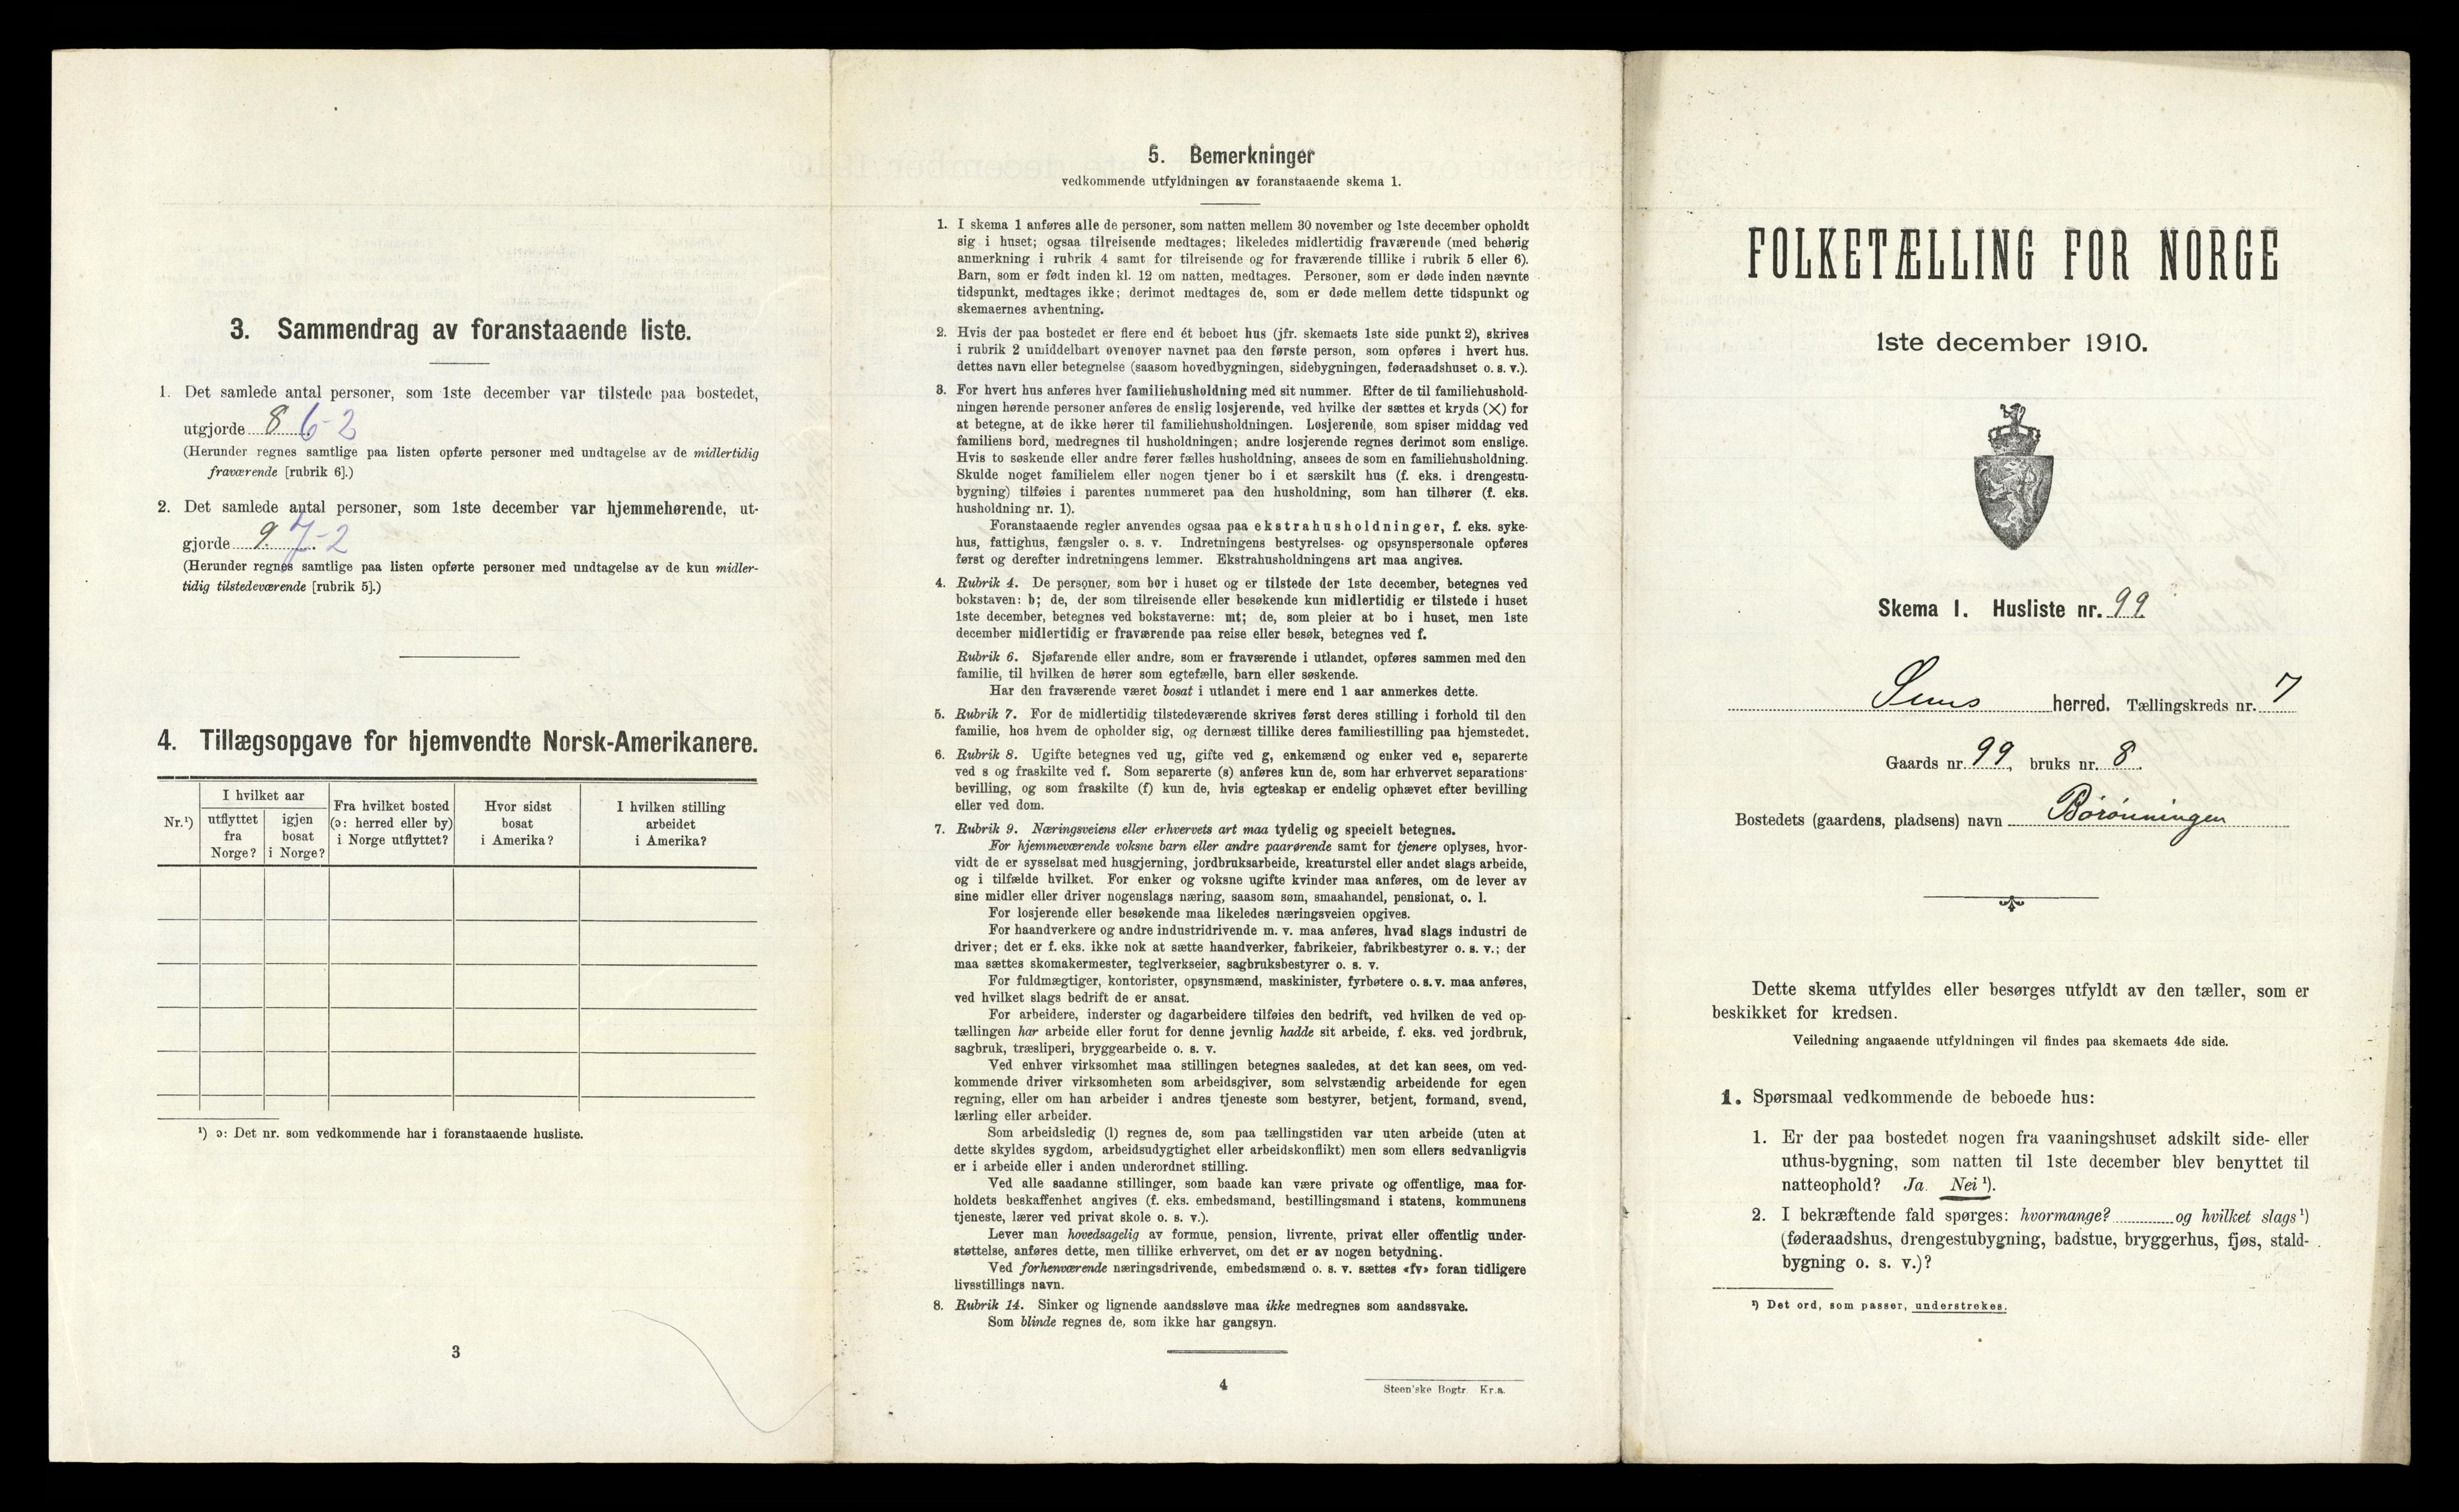 3. Sammendrag av foranstaaende liste.
1. Det samlede antal personer, som 1ste december var tilstede paa bostedet,
utgjorde 8 6-2
(Herunder regnes samtlige paa listen opførte personer med undtagelse av de midlertidig
fraværende [rubrik 6].)
2. Det samlede antal personer, som 1ste december var hjemmehørende, ut-
gjorde 9. 7-2
(Herunder regnes samtlige paa listen opførte personer med undtagelse av de kun midler-
tidig tilstedeværende [rubrik 5].)
4. Tillægsopgave for hjemvendte Norsk-Amerikanere.
Nr.¹)
I hvilket aar
utflyttet fra Norge?
igjen bosat i Norge?
Fra hvilket bosted (ɔ: herred eller by) i Norge utflyttet?
Hvor sidst bosat i Amerika?
I hvilken stilling arbeidet i Amerika?
¹) ɔ: Det nr. som vedkommende har i foranstaaende husliste.
3
5. Bemerkninger
vedkommende utfyldningen av foranstaaende skema 1.
1. I skema 1 anføres alle de personer, som natten mellem 30 november og 1ste december opholdt
sig i huset; ogsaa tilreisende medtages; likeledes midlertidig fraværende (med behørig
anmerkning i rubrik 4 samt for tilreisende og for fraværende tillike i rubrik 5 eller 6).
Barn, som er født inden kl. 12 om natten, medtages. Personer, som er døde inden nævnte
tidspunkt, medtages ikke; derimot medtages de, som er døde mellem dette tidspunkt og
skemaernes avhentning.
2. Hvis der paa bostedet er flere end ét beboet hus (jfr. skemaets 1ste side punkt 2), skrives
i rubrik 2 umiddelbart ovenover navnet paa den første person, som opføres i hvert hus.
dettes navn eller betegnelse (saasom hovedbygningen, sidebygningen, føderaadshuset o. s. v.).
3. For hvert hus anføres hver familiehusholdning med sit nummer. Efter de til familiehushold-
ningen hørende personer anføres de enslig losjerende, ved hvilke der sættes et kryds (×) for
at betegne, at de ikke hører til familiehusholdningen. Losjerende, som spiser middag ved
familiens bord, medregnes til husholdningen; andre losjerende regnes derimot som enslige.
Hvis to søskende eller andre fører fælles husholdning, ansees de som en familiehusholdning.
Skulde noget familielem eller nogen tjener bo i et særskilt hus (f. eks. i drengestu-
bygning) tilføies i parentes nummeret paa den husholdning, som han tilhører (f. eks.
husholdning nr. 1).
Foranstaaende regler anvendes ogsaa paa ekstrahusholdninger, f. eks. syke-
hus, fattighus, fængsler o. s. v. Indretningens bestyrelses- og opsynspersonale opføres
først og derefter indretningens lemmer. Ekstrahusholdningens art maa angives.
4. Rubrik 4. De personer, som bor i huset og er tilstede der 1ste december, betegnes ved
bokstaven: b; de, der som tilreisende eller besøkende kun midlertidig er tilstede i huset
1ste december, betegnes ved bokstaverne: mt; de, som pleier at bo i huset, men 1ste
december midlertidig er fraværende paa reise eller besøk, betegnes ved f.
Rubrik 6. Sjøfarende eller andre, som er fraværende i utlandet, opføres sammen med den
familie, til hvilken de hører som egtefælle, barn eller søskende.
Har den fraværende været bosat i utlandet i mere end 1 aar anmerkes dette.
5. Rubrik 7. For de midlertidig tilstedeværende skrives først deres stilling i forhold til den
familie, hos hvem de opholder sig, og dernæst tillike deres familiestilling paa hjemstedet.
6. Rubrik 8. Ugifte betegnes ved ug, gifte ved g, enkemænd og enker ved e, separerte
ved s og fraskilte ved f. Som separerte (s) anføres kun de, som har erhvervet separations-
bevilling, og som fraskilte (f) kun de, hvis egteskap er endelig ophævet efter bevilling
eller ved dom.
7. Rubrik 9. Næringsveiens eller erhvervets art maa tydelig og specielt betegnes.
For hjemmeværende voksne barn eller andre paarørende samt for tjenere oplyses, hvor-
vidt de er sysselsat med husgjerning, jordbruksarbeide, kreaturstel eller andet slags arbeide,
og i tilfælde hvilket. For enker og voksne ugifte kvinder maa anføres, om de lever av
sine midler eller driver nogenslags næring, saasom søm, smaahandel, pensionat, o. l.
For losjerende eller besøkende maa likeledes næringsveien opgives.
For haandverkere og andre industridrivende m. v. maa anføres, hvad slags industri de
driver; det er f. eks. ikke nok at sætte haandverker, fabrikeier, fabrikbestyrer o. s. v.; der
maa sættes skomakermester, teglverkseier, sagbruksbestyrer o. s. v.
For fuldmægtiger, kontorister, opsynsmænd, maskinister, fyrbøtere o. s. v. maa anføres,
ved hvilket slags bedrift de er ansat.
For arbeidere, inderster og dagarbeidere tilføies den bedrift, ved hvilken de ved op-
tællingen har arbeide eller forut for denne jevnlig hadde sit arbeide, f. eks. ved jordbruk,
sagbruk, træsliperi, bryggearbeide o. s. v.
Ved enhver virksomhet maa stillingen betegnes saaledes, at det kan sees, om ved-
kommende driver virksomheten som arbeidsgiver, som selvstændig arbeidende for egen
regning, eller om han arbeider i andres tjeneste som bestyrer, betjent, formand, svend,
lærling eller arbeider.
Som arbeidsledig (l) regnes de, som paa tællingstiden var uten arbeide (uten at
dette skyldes sygdom, arbeidsudygtighet eller arbeidskonflikt) men som ellers sedvanligvis
er i arbeide eller i anden underordnet stilling.
Ved alle saadanne stillinger, som baade kan være private og offentlige, maa for-
holdets beskaffenhet angives (f. eks. embedsmand, bestillingsmand i statens, kommunens
tjeneste, lærer ved privat skole o. s. v.).
Lever man hovedsagelig av formue, pension, livrente, privat eller offentlig under-
støttelse, anføres dette, men tillike erhvervet, om det er av nogen betydning.
Ved forhenværende næringsdrivende, embedsmænd o. s. v. sættes «fv» foran tidligere
livsstillings navn.
8. Rubrik 14. Sinker og lignende aandssløve maa ikke medregnes som aandssvake.
Som blinde regnes de, som ikke har gangsyn.
4
Steen'ske Bogtr. Kr.a.
FOLKETÆLLING FOR NORGE
1ste december 1910.
Skema 1. Husliste nr. 99
herred. Tællingskreds nr. 7
Gaards nr. 99, bruks nr. 8.
Bostedets (gaardens, pladsens) navn Börönningen
Dette skema utfyldes eller besørges utfyldt av den tæller, som er
beskikket for kredsen.
Veiledning angaaende utfyldningen vil findes paa skemaets 4de side.
1. Spørsmaal vedkommende de beboede hus:
1. Er der paa bostedet nogen fra vaaningshuset adskilt side- eller
uthus-bygning, som natten til 1ste december blev benyttet til
natteophold? Ja. Nei ¹).
2. I bekræftende fald spørges: hvormange? og hvilket slags ¹)
(føderaadshus, drengestubygning, badstue, bryggerhus, fjøs, stald-
bygning o. s. v.)?
¹) Det ord, som passer, understrekes.